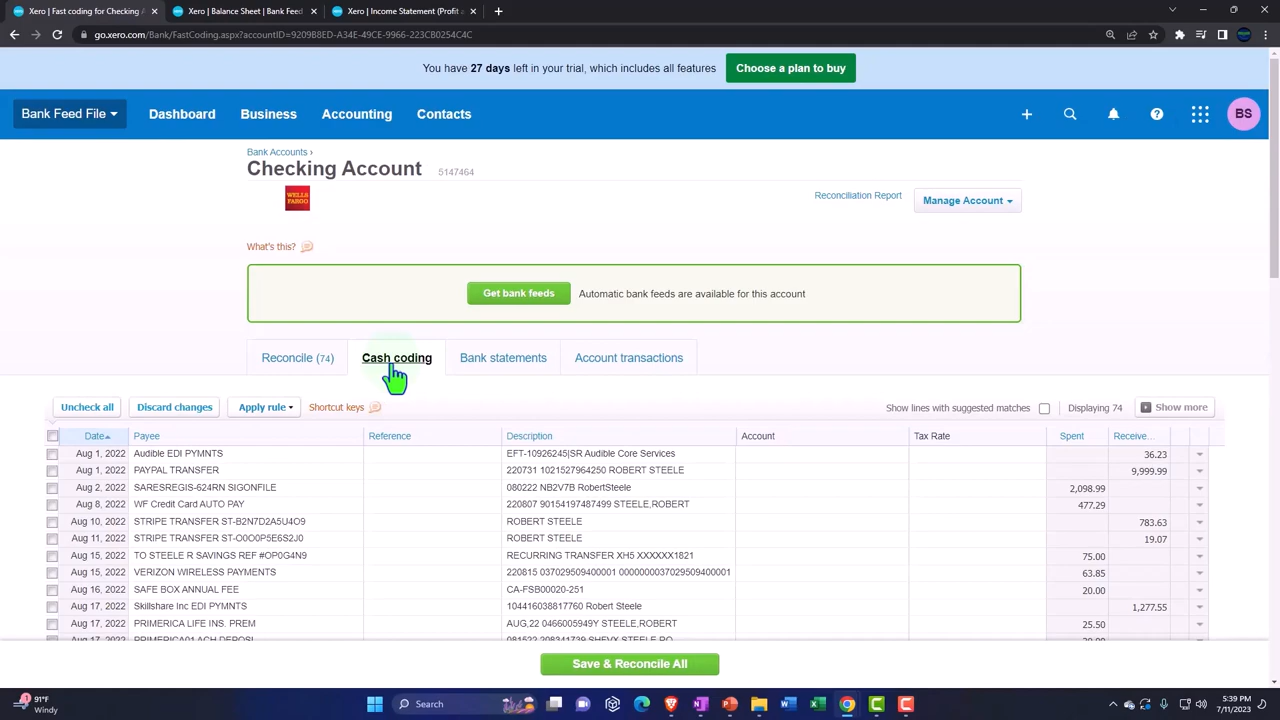 Xero | Fast coding for Checking A
Xero | Balance Sheet | Bank Feed
Xero | Income Statement (Profit a
go.xero.com/Bank/FastCoding.aspx?accountID=9209B8ED-A34E-49CE-9966-223CB0254C4C
You have 27 days left in your trial, which includes all features
Choose a plan to buy
Bank Feed File
Dashboard
Business
Accounting
Contacts
BS
Bank Accounts ›
Checking Account 5147464
WELLS
FARGO
Reconciliation Report
Manage Account
What's this?
Get bank feeds
Automatic bank feeds are available for this account
Reconcile (74)
Cash coding
Bank statements
Account transactions
Uncheck all
Discard changes
Apply rule
Shortcut keys
Show lines with suggested matches
Displaying 74
Show more
Date Payee Reference Description Account Tax Rate Spent Receive...
Aug 1, 2022 Audible EDI PYMNTS EFT-10926245|SR Audible Core Services 36.23
Aug 1, 2022 PAYPAL TRANSFER 220731 1021527964250 ROBERT STEELE 9,999.99
Aug 2, 2022 SARESREGIS-624RN SIGONFILE 080222 NB2V7B RobertSteele 2,098.99
Aug 8, 2022 WF Credit Card AUTO PAY 220807 90154197487499 STEELE,ROBERT 477.29
Aug 10, 2022 STRIPE TRANSFER ST-B2N7D2A5U4O9 ROBERT STEELE 783.63
Aug 11, 2022 STRIPE TRANSFER ST-O0O0P5E6S2J0 ROBERT STEELE 19.07
Aug 15, 2022 TO STEELE R SAVINGS REF #OP0G4N9 RECURRING TRANSFER XH5 XXXXXX1821 75.00
Aug 15, 2022 VERIZON WIRELESS PAYMENTS 220815 037029509400001 0000000037029509400001 63.85
Aug 16, 2022 SAFE BOX ANNUAL FEE CA-FSB00020-251 20.00
Aug 17, 2022 Skillshare Inc EDI PYMNTS 104416038817760 Robert Steele 1,277.55
Aug 17, 2022 PRIMERICA LIFE INS. PREM AUG,22 0466005949Y STEELE,ROBERT 25.50
Aug 17, 2022 PRIMERICA01 ACH DEPOSI
Save & Reconcile All
91°F
Windy
Search
5:39 PM
7/11/2023